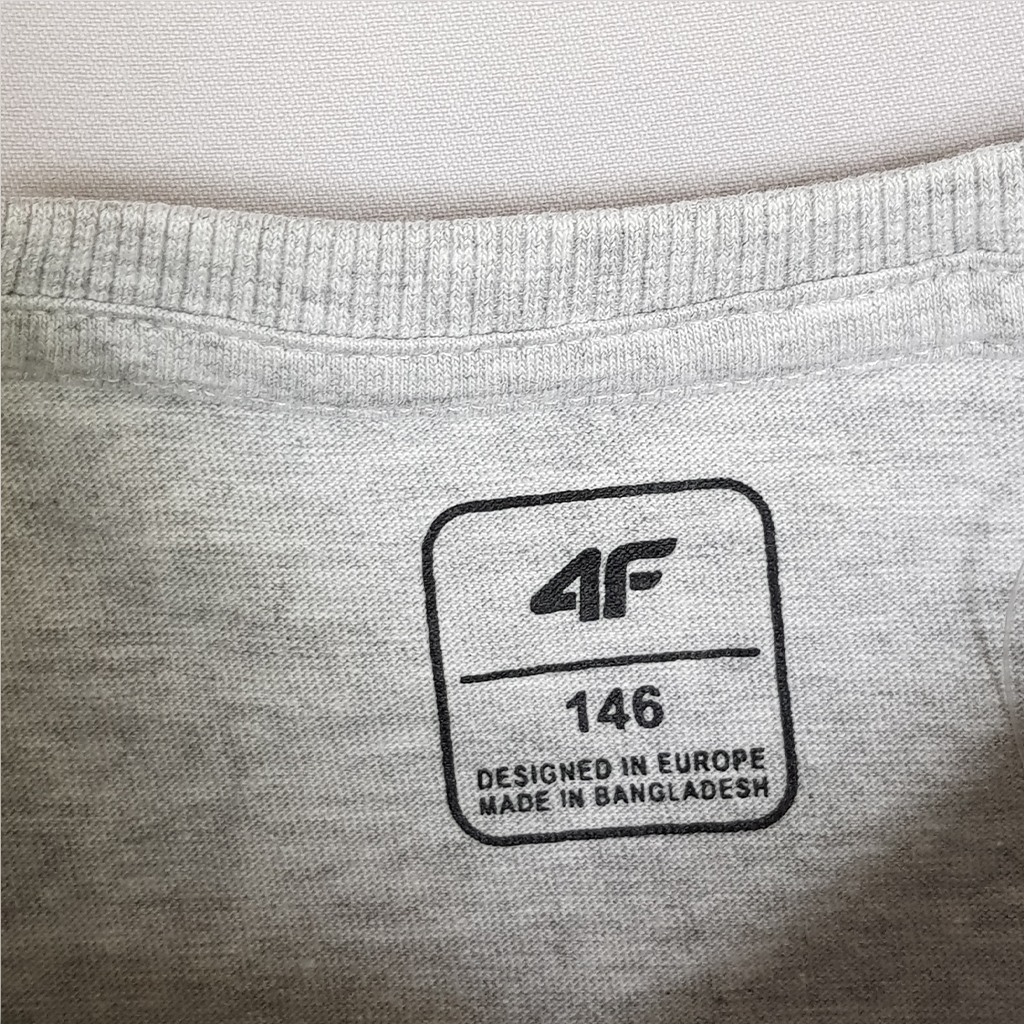 4F
146
DESIGNED IN EUROPE
MADE IN BANGLADESH